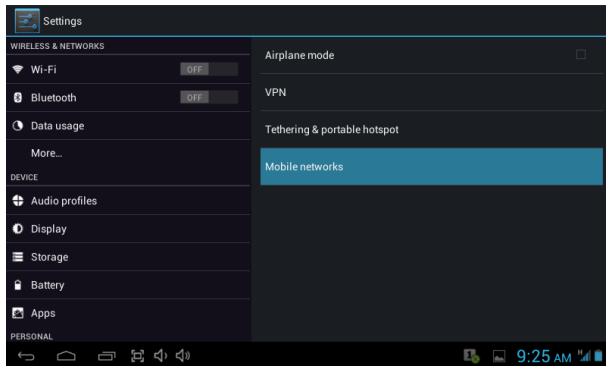 Settings
WIRELESS & NETWORKS
Wi-Fi OFF
Bluetooth OFF
Data usage
More...
DEVICE
Audio profiles
Display
Storage
Battery
Apps
PERSONAL
Airplane mode
VPN
Tethering & portable hotspot
Mobile networks
9:25 AM